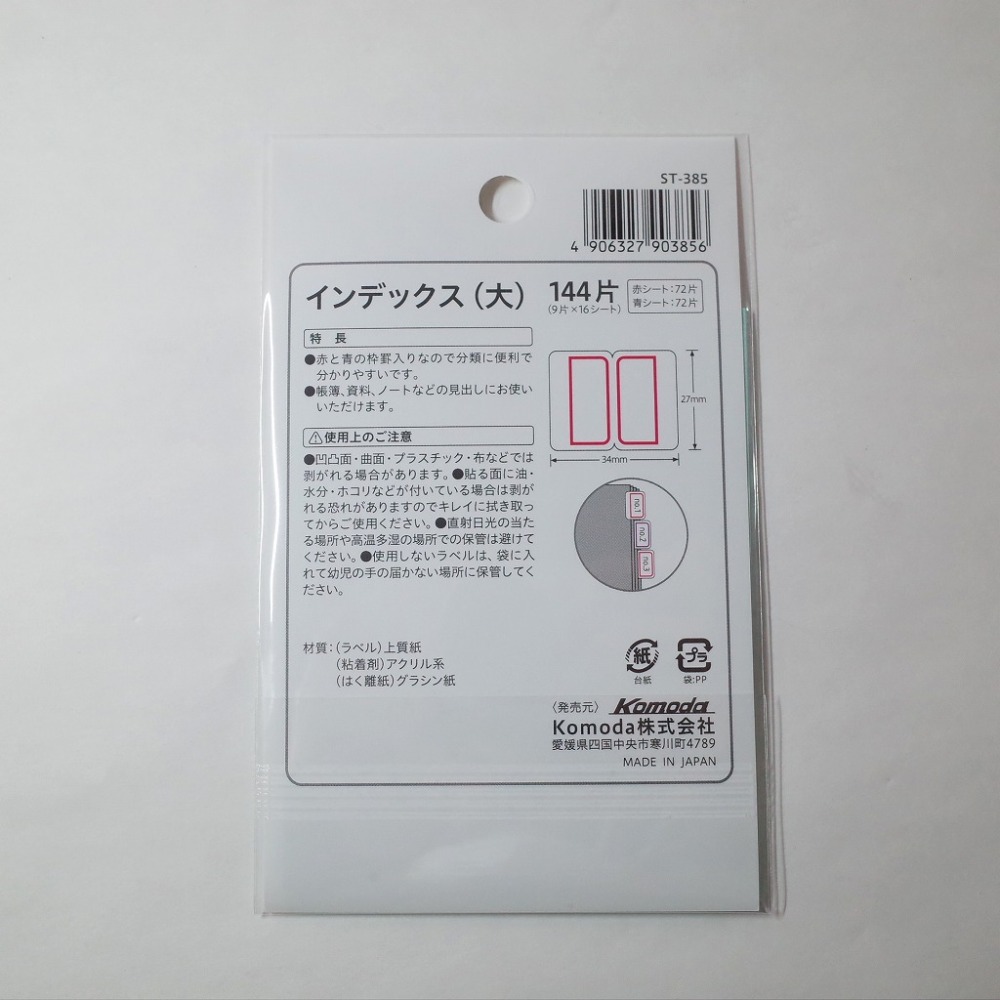 ST-385
4 906327 903856
インデックス(大) 144片
(9片×16シート)
赤シート:72片
青シート:72片
特 長
●赤と青の枠罫入りなので分類に便利で
分かりやすいです。
●帳簿、資料、ノートなどの見出しにお使い
いただけます。
⚠使用上のご注意
●凹凸面・曲面・プラスチック・布などでは
剥がれる場合があります。●貼る面に油・
水分・ホコリなどが付いている場合は剥が
れる恐れがありますのでキレイに拭き取っ
てからご使用ください。●直射日光の当た
る場所や高温多湿の場所での保管は避けて
ください。●使用しないラベルは、袋に入
れて幼児の手の届かない場所に保管してく
ださい。
27mm
34mm
no.1
no.2
no.3
材質:(ラベル)上質紙
(粘着剤)アクリル系
(はく離紙)グラシン紙
紙
台紙
プラ
袋:PP
〈発売元〉 Komoda
Komoda株式会社
愛媛県四国中央市寒川町4789
MADE IN JAPAN